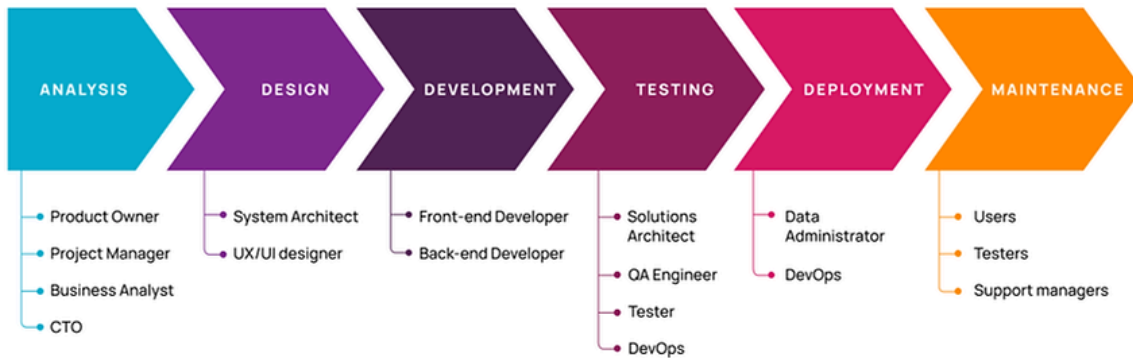 ANALYSIS
DESIGN
DEVELOPMENT
TESTING
DEPLOYMENT
MAINTENANCE
Product Owner
Project Manager
Business Analyst
CTO
System Architect
UX/UI designer
Front-end Developer
Back-end Developer
Solutions
Architect
QA Engineer
Tester
DevOps
Data
Administrator
DevOps
Users
Testers
Support managers